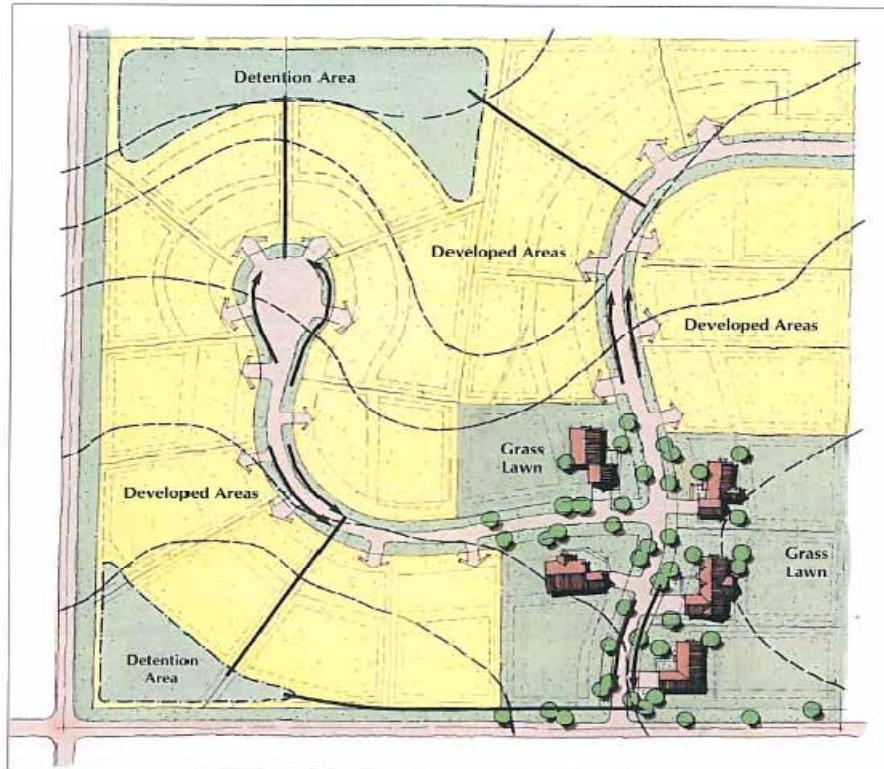 Detention Area
Developed Areas
Developed Areas
Grass
Lawn
Developed Areas
Grass
Lawn
Detention
Area